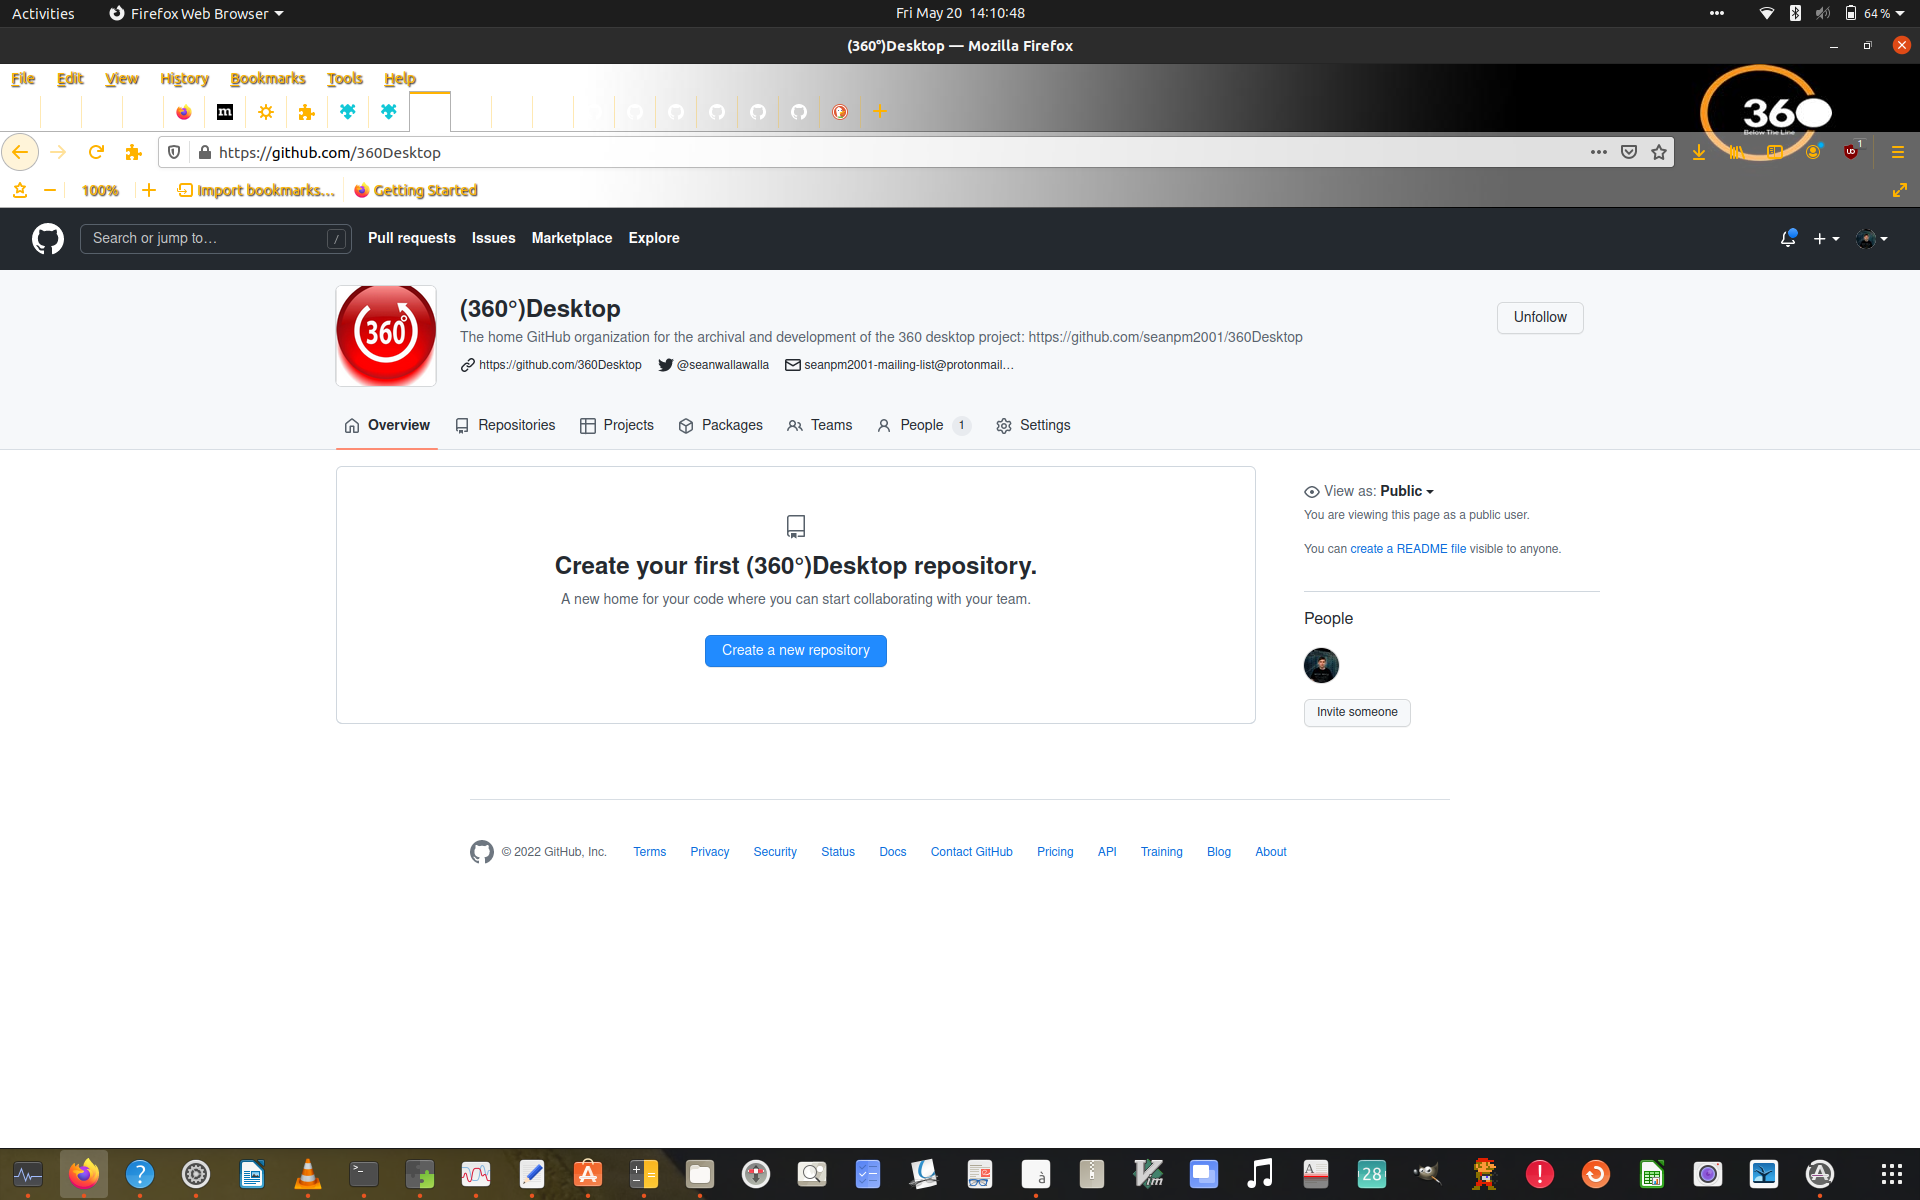 Activities Firefox Web Browser Fri May 20 14:10:48 64 %
(360°)Desktop — Mozilla Firefox
File Edit View History Bookmarks Tools Help
m
360
Below The Line
https://github.com/360Desktop 1
100% Import bookmarks... Getting Started
Search or jump to... / Pull requests Issues Marketplace Explore
360°
(360°)Desktop
Unfollow
The home GitHub organization for the archival and development of the 360 desktop project: https://github.com/seanpm2001/360Desktop
https://github.com/360Desktop @seanwallawalla seanpm2001-mailing-list@protonmail...
Overview Repositories Projects Packages Teams People 1 Settings
View as: Public
You are viewing this page as a public user.
You can create a README file visible to anyone.
Create your first (360°)Desktop repository.
A new home for your code where you can start collaborating with your team.
Create a new repository
People
Invite someone
© 2022 GitHub, Inc. Terms Privacy Security Status Docs Contact GitHub Pricing API Training Blog About
28